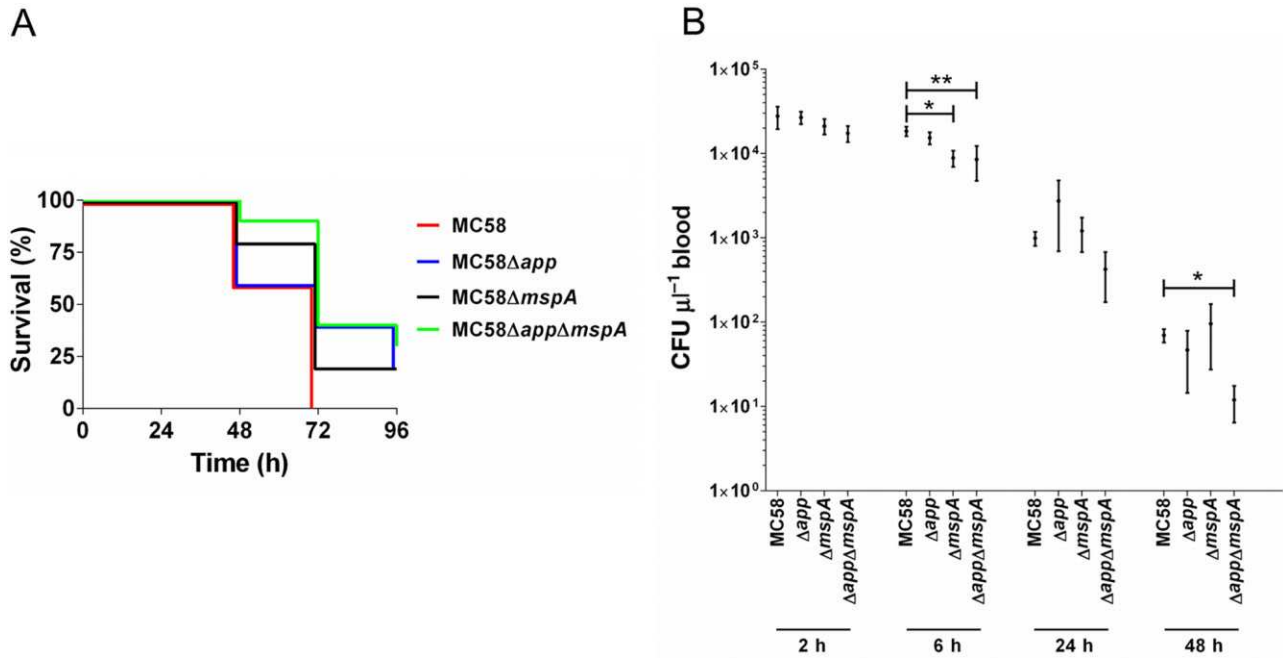 A
Survival (%)
100
75
50
25
0
0 24 48 72 96
Time (h)
MC58
MC58Δapp
MC58ΔmspA
MC58ΔappΔmspA
B
CFU µl⁻¹ blood
1×10⁵
1×10⁴
1×10³
1×10²
1×10¹
1×10⁰
**
*
*
MC58
Δapp
ΔmspA
ΔappΔmspA
2 h
MC58
Δapp
ΔmspA
ΔappΔmspA
6 h
MC58
Δapp
ΔmspA
ΔappΔmspA
24 h
MC58
Δapp
ΔmspA
ΔappΔmspA
48 h